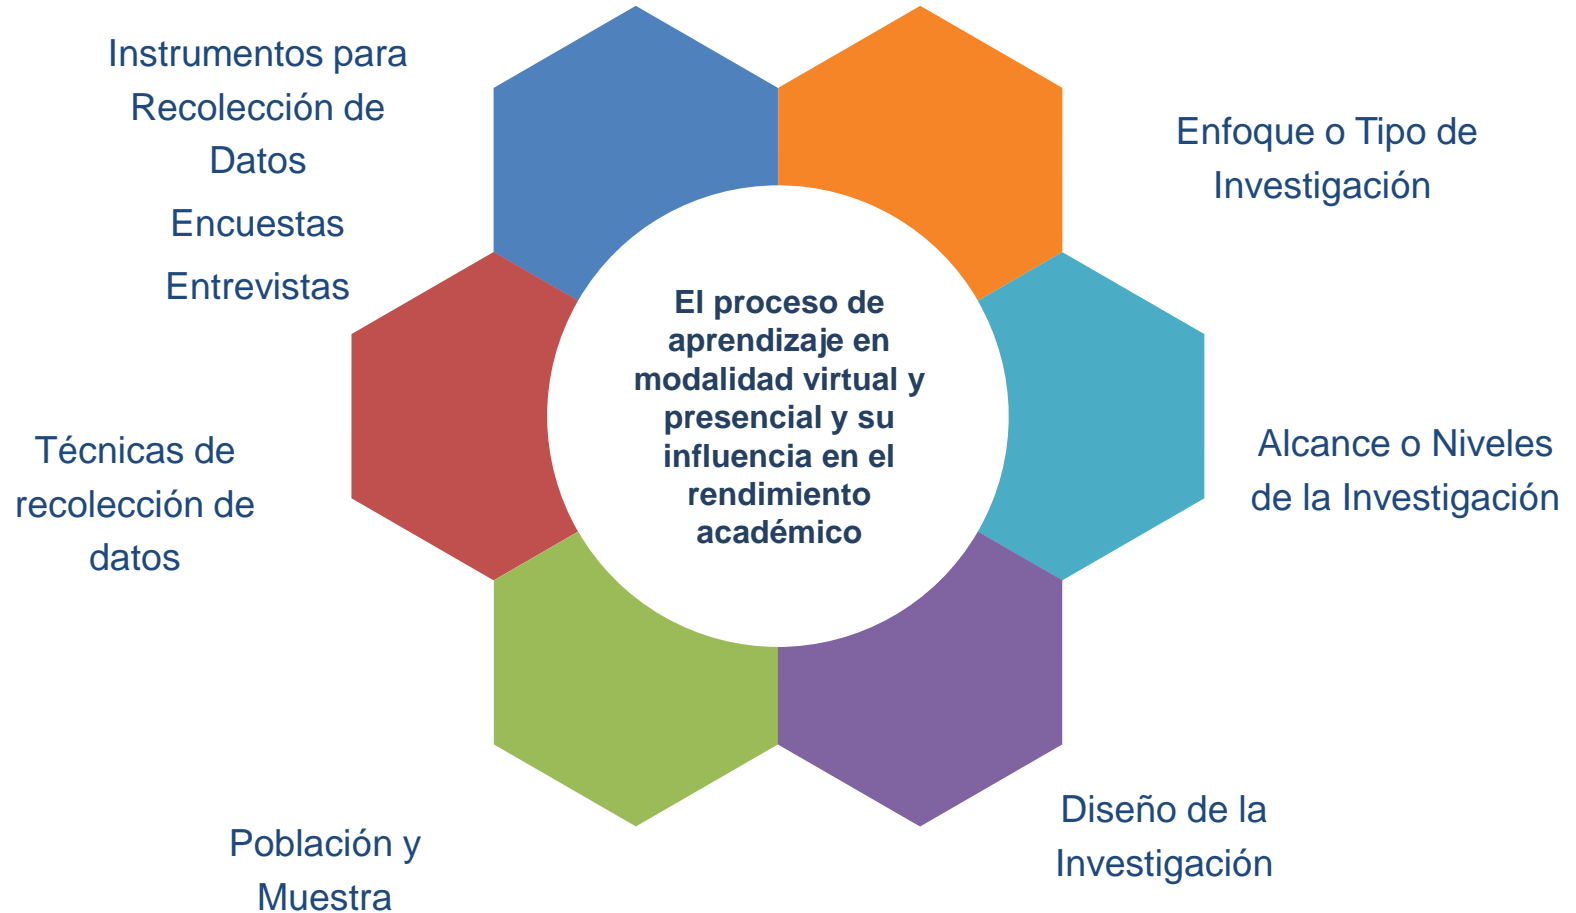 Instrumentos para
Recolección de
Datos
Encuestas
Entrevistas
Enfoque o Tipo de
Investigación
El proceso de
aprendizaje en
modalidad virtual y
presencial y su
influencia en el
rendimiento
académico
Técnicas de
recolección de
datos
Alcance o Niveles
de la Investigación
Población y
Muestra
Diseño de la
Investigación